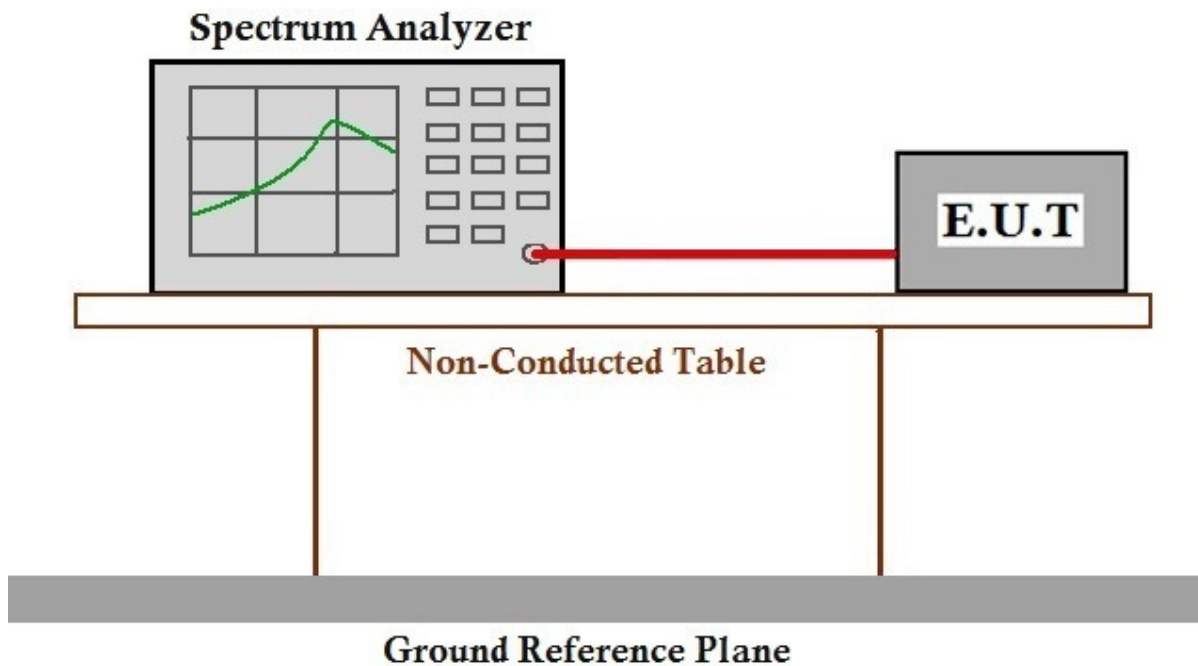 Spectrum Analyzer
E.U.T
Non-Conducted Table
Ground Reference Plane